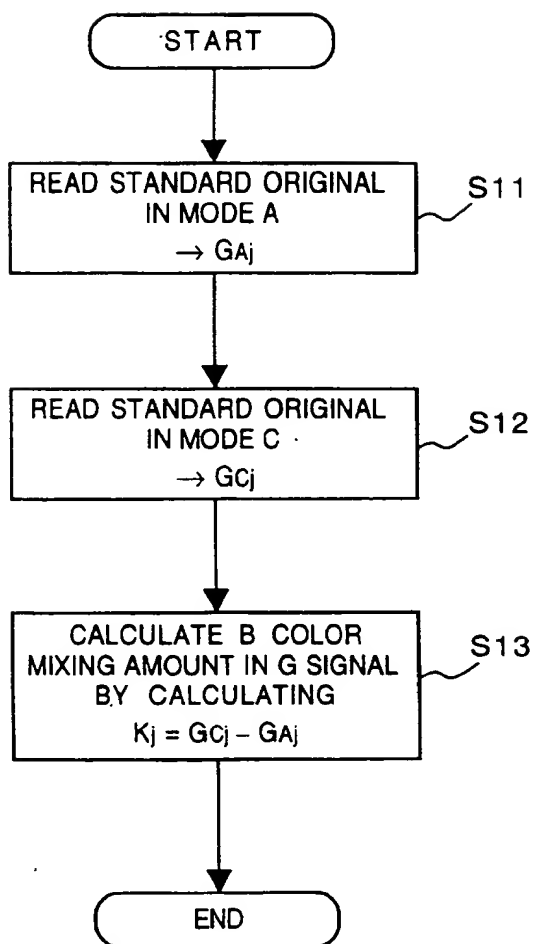 START
READ STANDARD ORIGINAL
IN MODE A
→ GAj
S11
READ STANDARD ORIGINAL
IN MODE C
→ GCj
S12
CALCULATE B COLOR
MIXING AMOUNT IN G SIGNAL
BY CALCULATING
Kj = GCj – GAj
S13
END